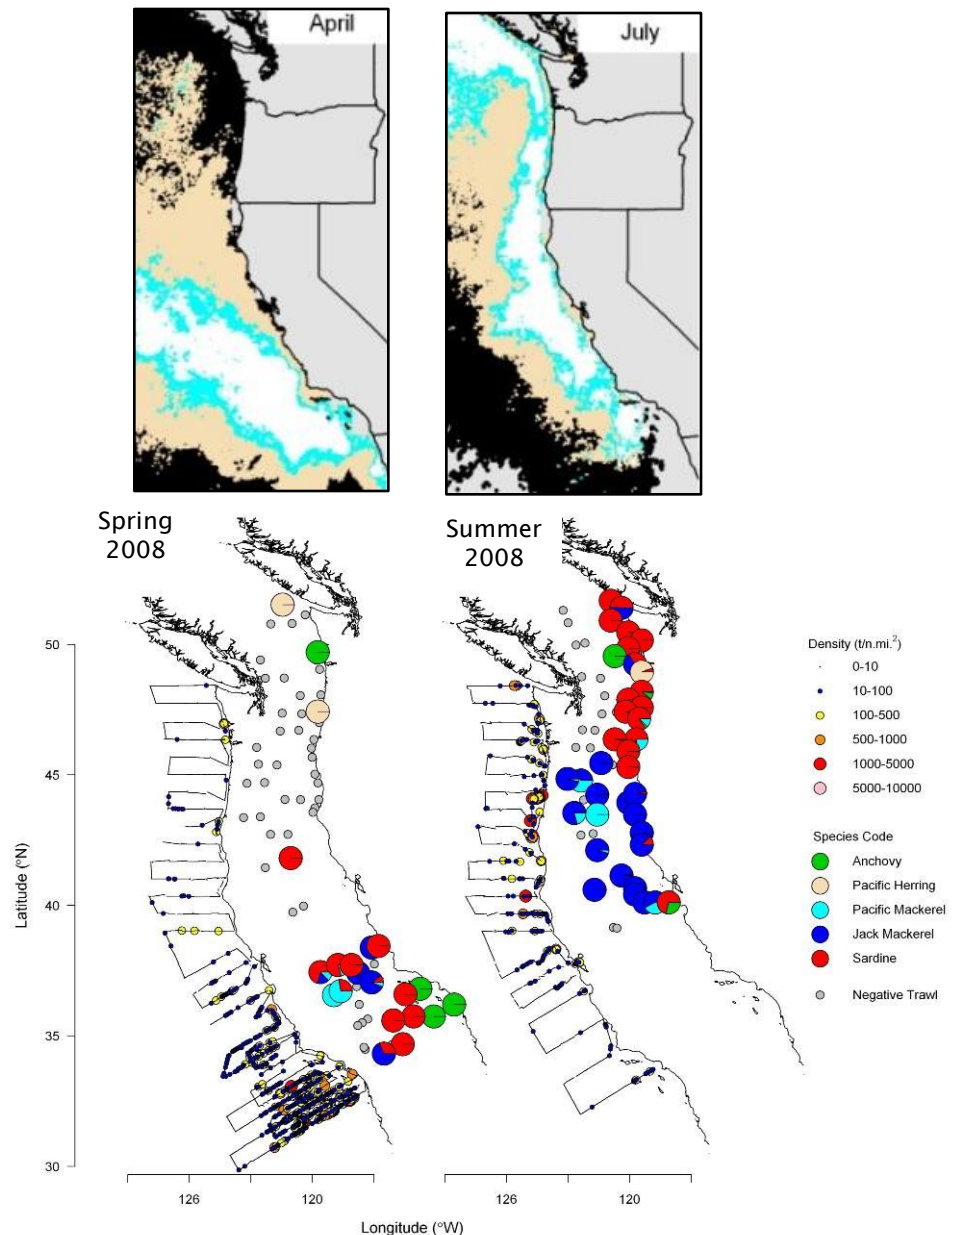 April
July
Spring
2008
Summer
2008
50
45
40
35
30
Latitude (°N)
126
120
126
120
Longitude (°W)
Density (t/n.mi.²)
0-10
10-100
100-500
500-1000
1000-5000
5000-10000
Species Code
Anchovy
Pacific Herring
Pacific Mackerel
Jack Mackerel
Sardine
Negative Trawl